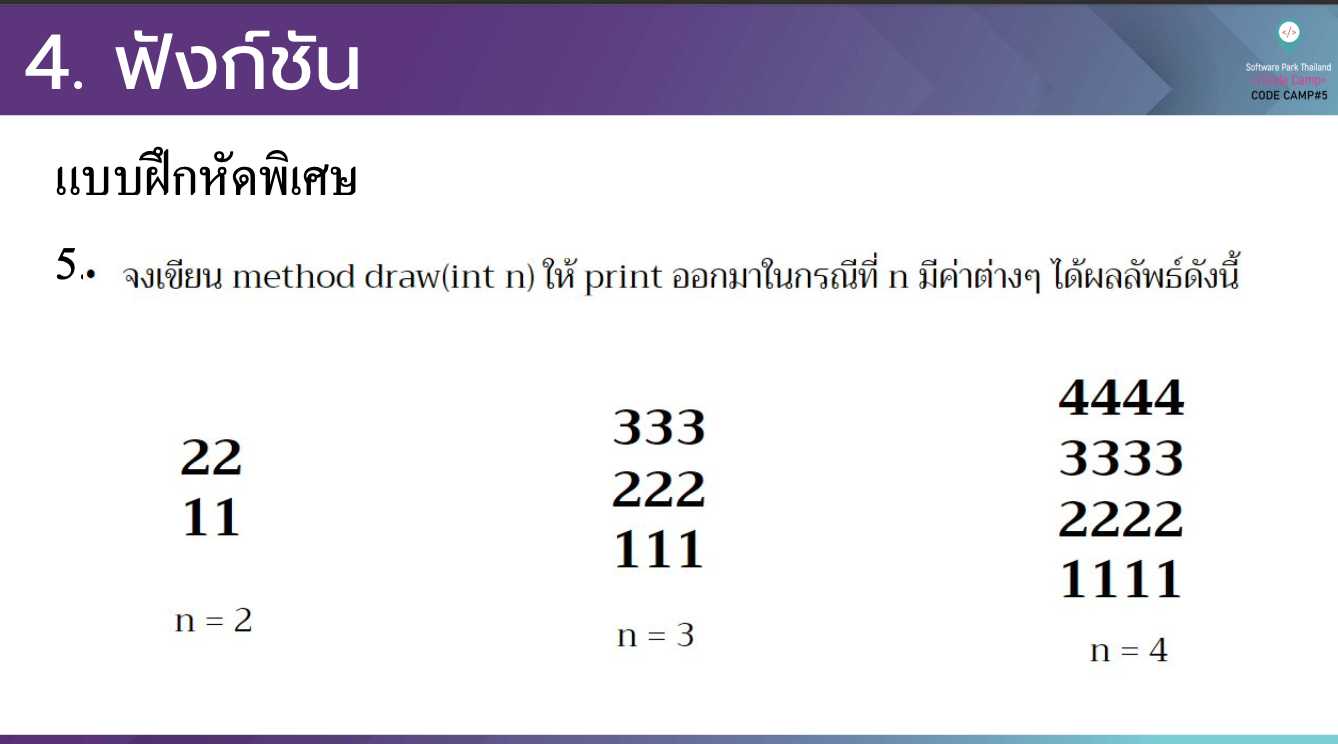 4. ฟังก์ชัน
</>
Software Park Thailand
</Code Camp>
CODE CAMP#5
แบบฝึกหัดพิเศษ
5.• จงเขียน method draw(int n) ให้ print ออกมาในกรณีที่ n มีค่าต่างๆ ได้ผลลัพธ์ดังนี้
22
11
n = 2
333
222
111
n = 3
4444
3333
2222
1111
n = 4